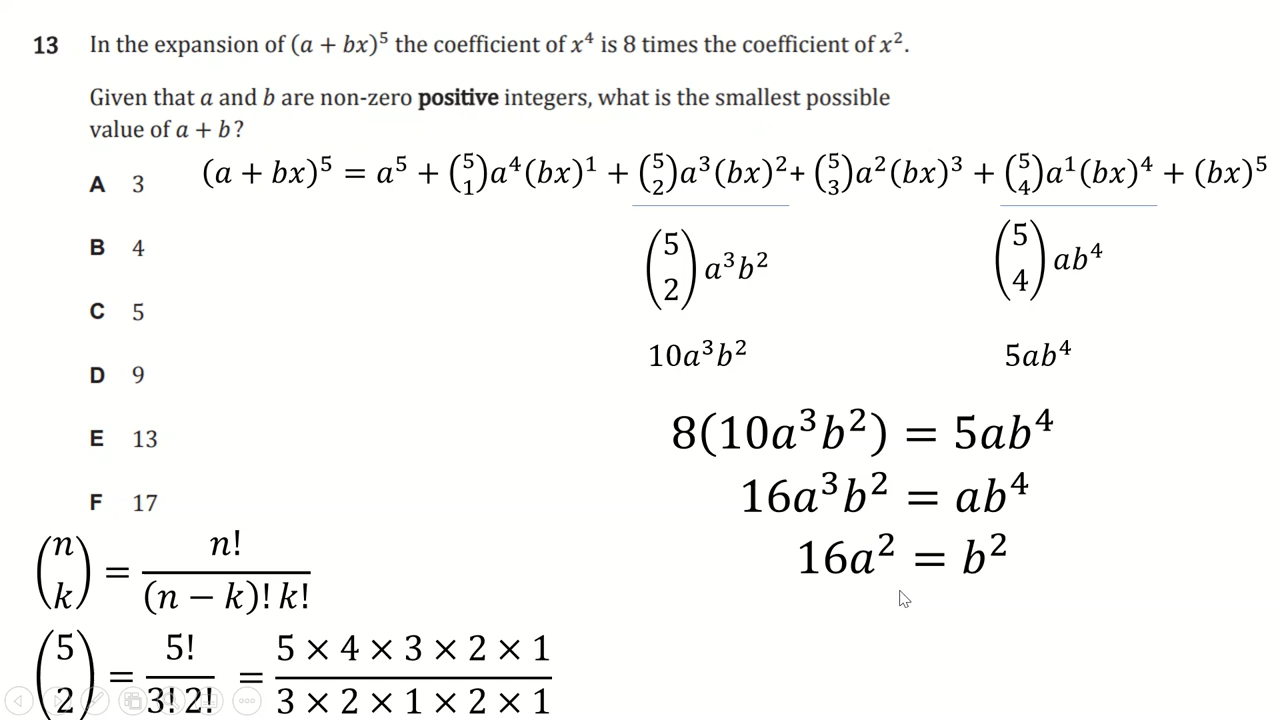 13 In the expansion of (a + bx)⁵ the coefficient of x⁴ is 8 times the coefficient of x².
Given that a and b are non-zero positive integers, what is the smallest possible
value of a + b?
(a + bx)⁵ = a⁵ + (5 1)a⁴(bx)¹ + (5 2)a³(bx)² + (5 3)a²(bx)³ + (5 4)a¹(bx)⁴ + (bx)⁵
A 3
B 4
C 5
D 9
E 13
F 17
(5 2) a³b²
(5 4) ab⁴
10a³b²
5ab⁴
8(10a³b²) = 5ab⁴
16a³b² = ab⁴
16a² = b²
(n k) = n! / (n − k)! k!
(5 2) = 5! / 3! 2! = 5 × 4 × 3 × 2 × 1 / 3 × 2 × 1 × 2 × 1